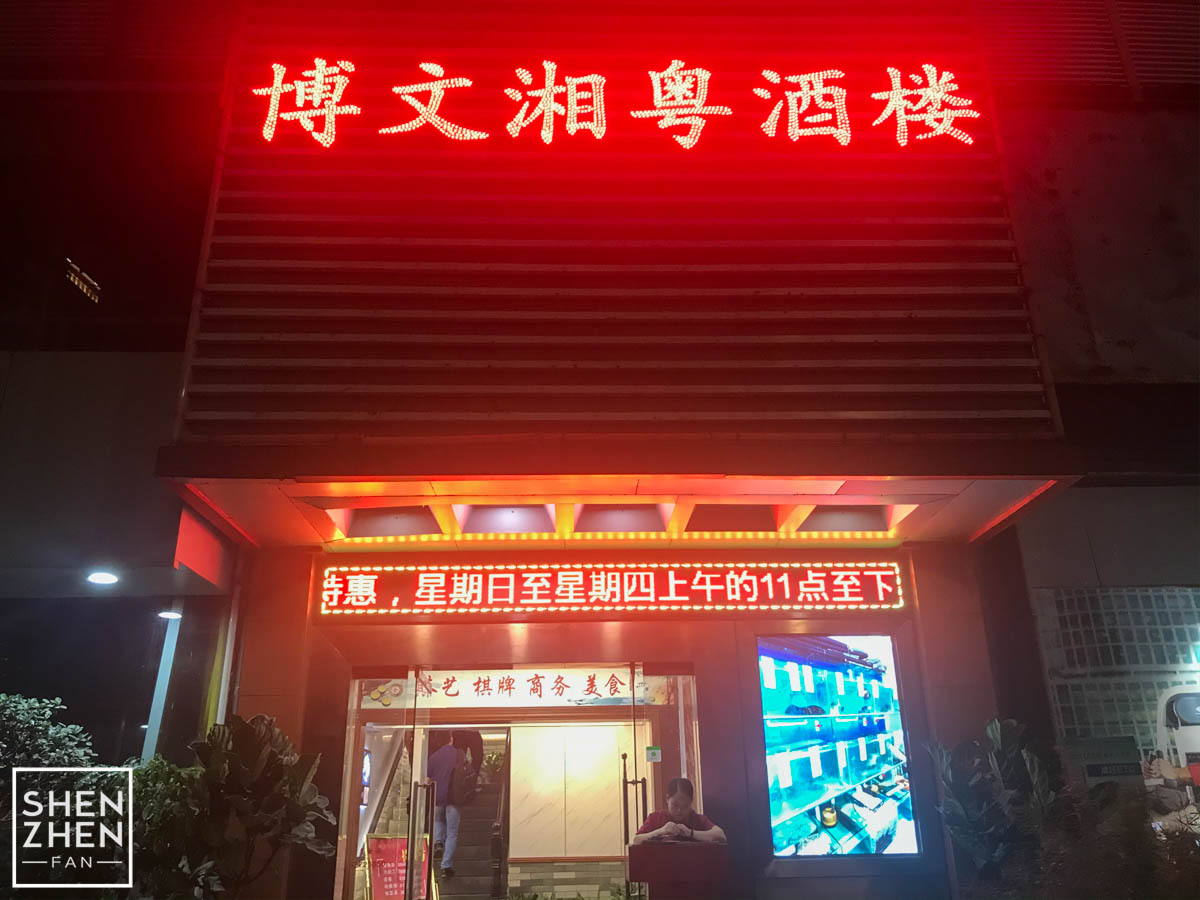 博文湘粤酒楼
特惠，星期日至星期四上午的11点至下
艺 棋牌 商务 美食
SHEN
ZHEN
FAN